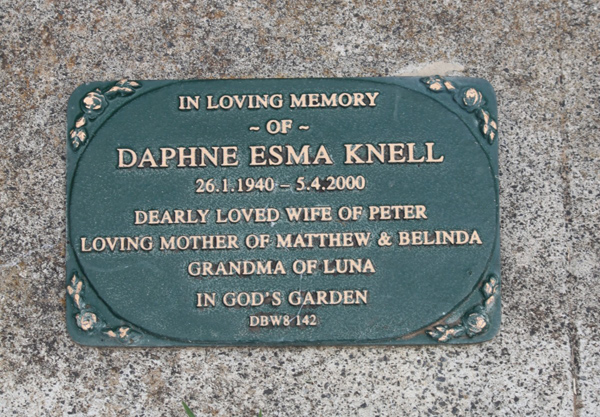 IN LOVING MEMORY
~ OF ~
DAPHNE ESMA KNELL
26.1.1940 – 5.4.2000
DEARLY LOVED WIFE OF PETER
LOVING MOTHER OF MATTHEW & BELINDA
GRANDMA OF LUNA
IN GOD'S GARDEN
DBW8 142